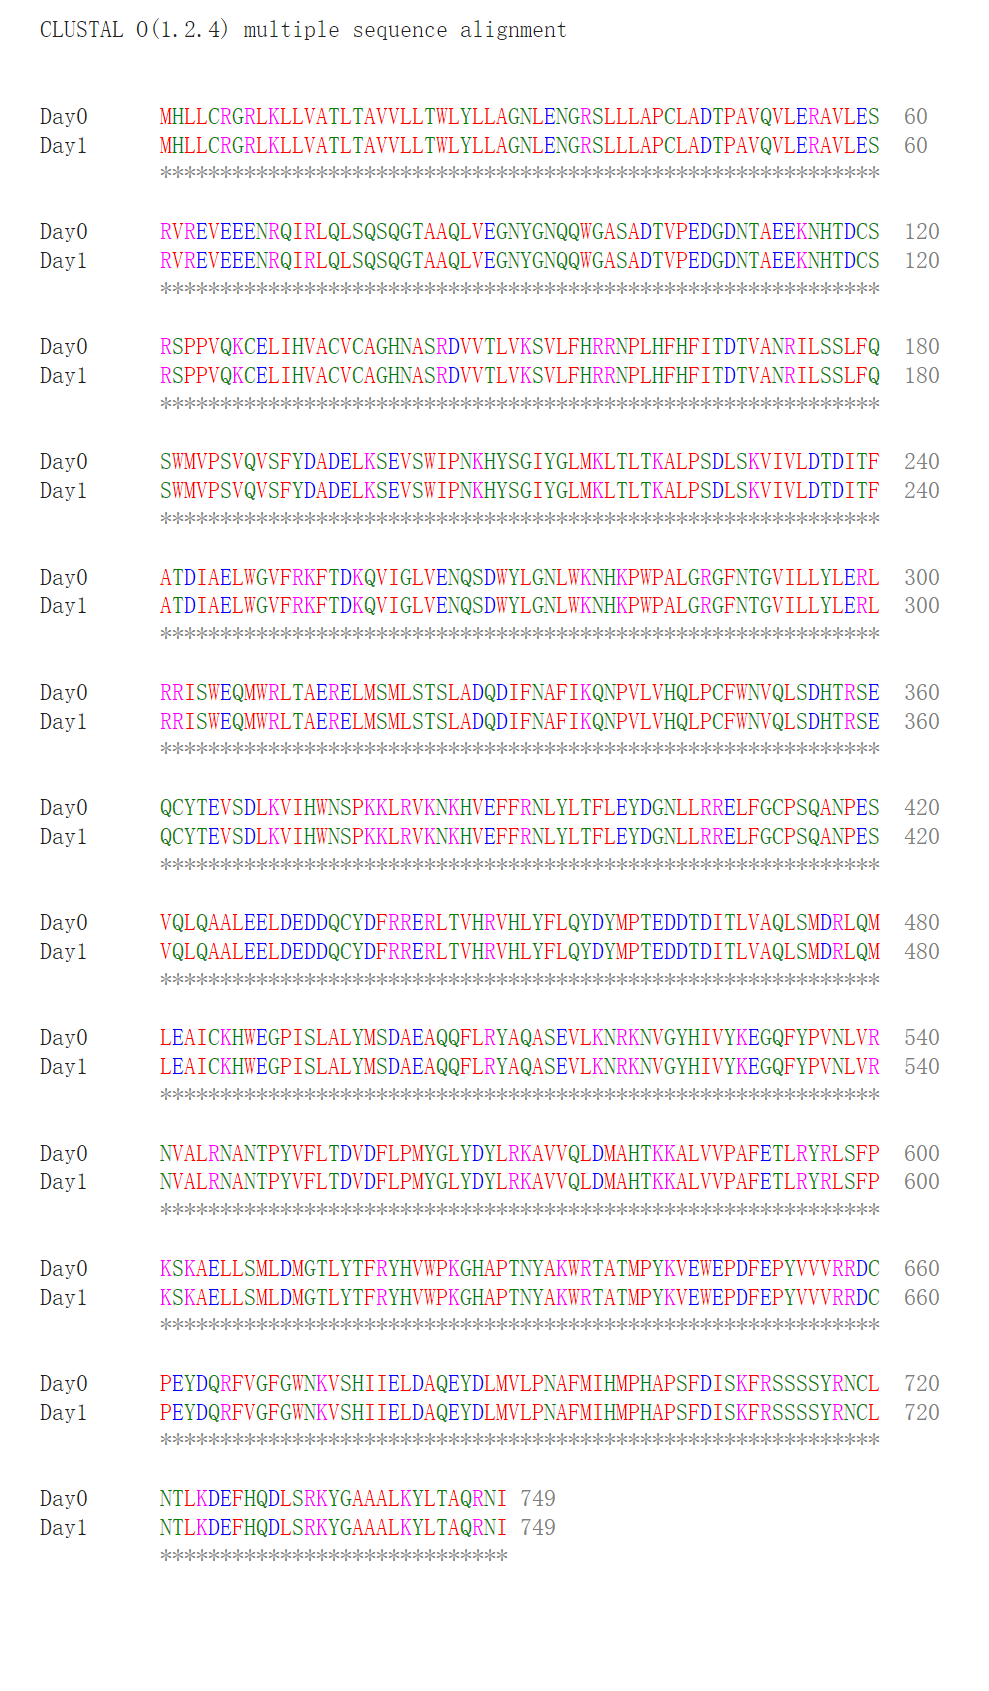 CLUSTAL O(1.2.4) multiple sequence alignment
Day0 MHLLCRGRLKLLVATLTAVVLLTWLYLLAGNLENGRSLLLAPCLADTPAVQVLERAVLES 60
Day1 MHLLCRGRLKLLVATLTAVVLLTWLYLLAGNLENGRSLLLAPCLADTPAVQVLERAVLES 60
************************************************************
Day0 RVREVEEENRQIRLQLSQSQGTAAQLVEGNYGNQQWGASADTVPEDGDNTAEEKNHTDCS 120
Day1 RVREVEEENRQIRLQLSQSQGTAAQLVEGNYGNQQWGASADTVPEDGDNTAEEKNHTDCS 120
************************************************************
Day0 RSPPVQKCELIHVACVCAGHNASRDVVTLVKSVLFHRRNPLHFHFITDTVANRILSSLFQ 180
Day1 RSPPVQKCELIHVACVCAGHNASRDVVTLVKSVLFHRRNPLHFHFITDTVANRILSSLFQ 180
************************************************************
Day0 SWMVPSVQVSFYDADELKSEVSWIPNKHYSGIYGLMKLTLTKALPSDLSKVIVLDTDITF 240
Day1 SWMVPSVQVSFYDADELKSEVSWIPNKHYSGIYGLMKLTLTKALPSDLSKVIVLDTDITF 240
************************************************************
Day0 ATDIAELWGVFRKFTDKQVIGLVENQSDWYLGNLWKNHKPWPALGRGFNTGVILLYLERL 300
Day1 ATDIAELWGVFRKFTDKQVIGLVENQSDWYLGNLWKNHKPWPALGRGFNTGVILLYLERL 300
************************************************************
Day0 RRISWEQMWRLTAERELMSMLSTSLADQDIFNAFIKQNPVLVHQLPCFWNVQLSDHTRSE 360
Day1 RRISWEQMWRLTAERELMSMLSTSLADQDIFNAFIKQNPVLVHQLPCFWNVQLSDHTRSE 360
************************************************************
Day0 QCYTEVSDLKVIHWNSPKKLRVKNKHVEFFRNLYLTFLEYDGNLLRRELFGCPSQANPES 420
Day1 QCYTEVSDLKVIHWNSPKKLRVKNKHVEFFRNLYLTFLEYDGNLLRRELFGCPSQANPES 420
************************************************************
Day0 VQLQAALEELDEDDQCYDFRRERLTVHRVHLYFLQYDYMPTEDDTDITLVAQLSMDRLQM 480
Day1 VQLQAALEELDEDDQCYDFRRERLTVHRVHLYFLQYDYMPTEDDTDITLVAQLSMDRLQM 480
************************************************************
Day0 LEAICKHWEGPISLALYMSDAEAQQFLRYAQASEVLKNRKNVGYHIVYKEGQFYPVNLVR 540
Day1 LEAICKHWEGPISLALYMSDAEAQQFLRYAQASEVLKNRKNVGYHIVYKEGQFYPVNLVR 540
************************************************************
Day0 NVALRNANTPYVFLTDVDFLPMYGLYDYLRKAVVQLDMAHTKKALVVPAFETLRYRLSFP 600
Day1 NVALRNANTPYVFLTDVDFLPMYGLYDYLRKAVVQLDMAHTKKALVVPAFETLRYRLSFP 600
************************************************************
Day0 KSKAELLSMLDMGTLYTFRYHVWPKGHAPTNYAKWRTATMPYKVEWEPDFEPYVVVRRDC 660
Day1 KSKAELLSMLDMGTLYTFRYHVWPKGHAPTNYAKWRTATMPYKVEWEPDFEPYVVVRRDC 660
************************************************************
Day0 PEYDQRFVGFGWNKVSHIIELDAQEYDLMVLPNAFMIHMPHAPSFDISKFRSSSSYRNCL 720
Day1 PEYDQRFVGFGWNKVSHIIELDAQEYDLMVLPNAFMIHMPHAPSFDISKFRSSSSYRNCL 720
************************************************************
Day0 NTLKDEFHQDLSRKYGAAALKYLTAQRNI 749
Day1 NTLKDEFHQDLSRKYGAAALKYLTAQRNI 749
*****************************